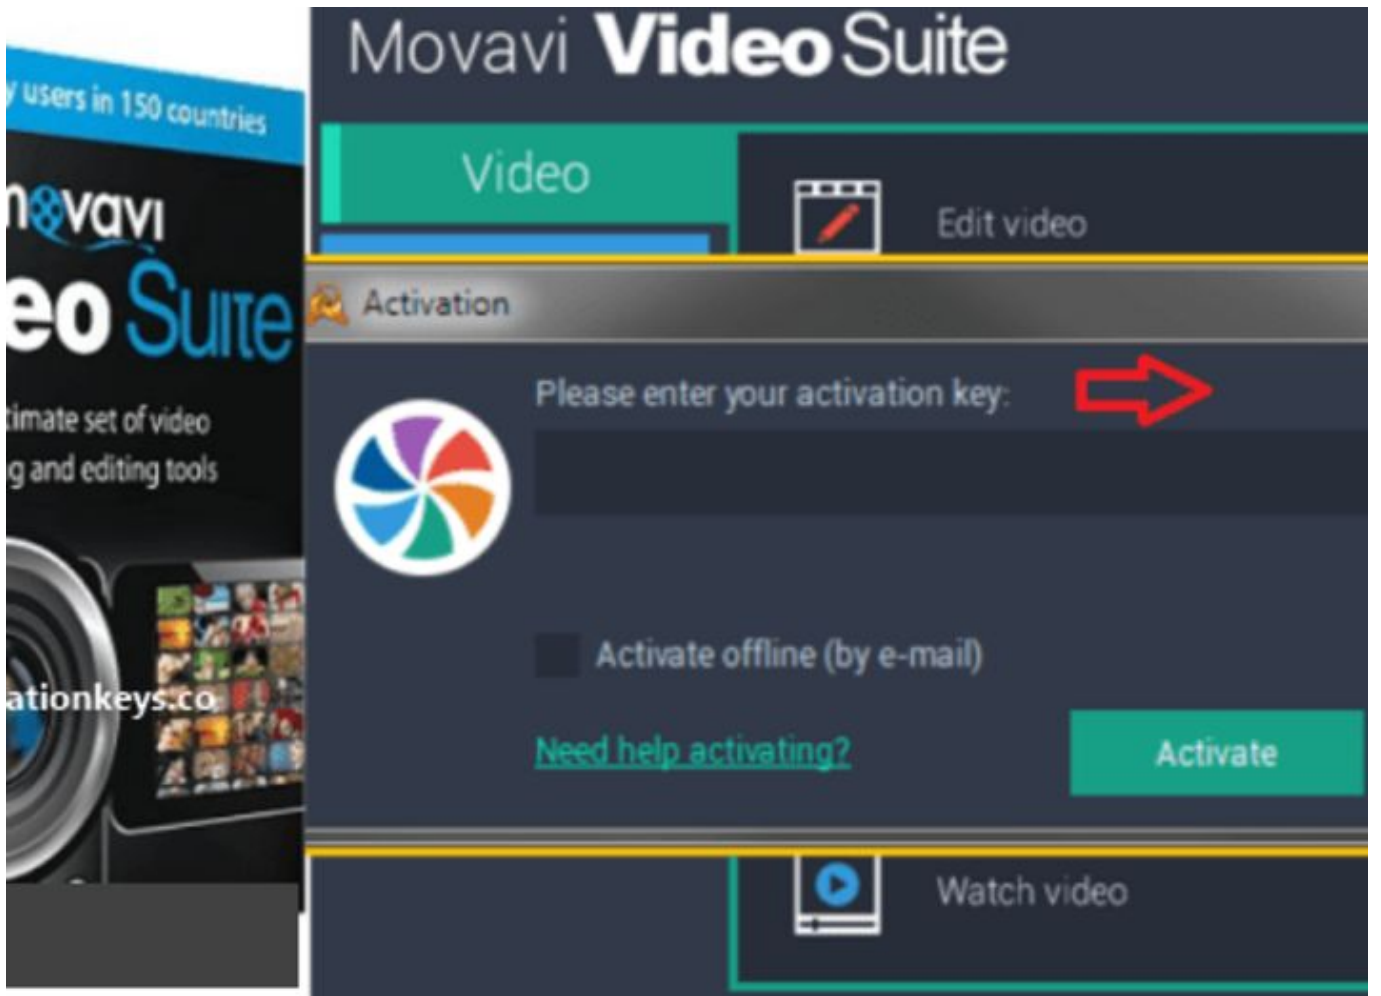 y users in 150 countries
movavi
eo Suite
timate set of video
g and editing tools
ationkeys.co
Movavi Video Suite
Video
Edit video
Activation
Please enter your activation key:
Activate offline (by e-mail)
Need help activating?
Activate
Watch video